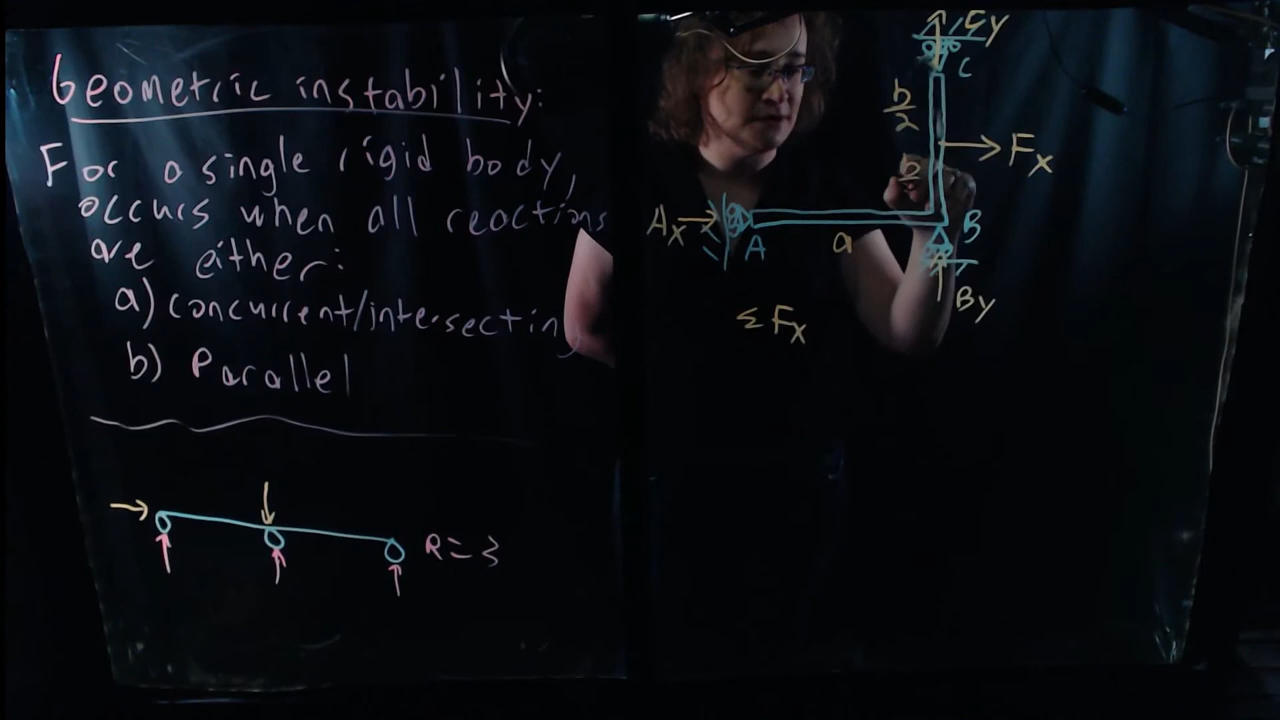 Geometric instability:
For a single rigid body,
occurs when all reactions
are either:
a) concurrent/intersecting
b) Parallel
R = 3
Cy
C
b/2
Fx
b
Ax
A
a
B
By
ΣFx